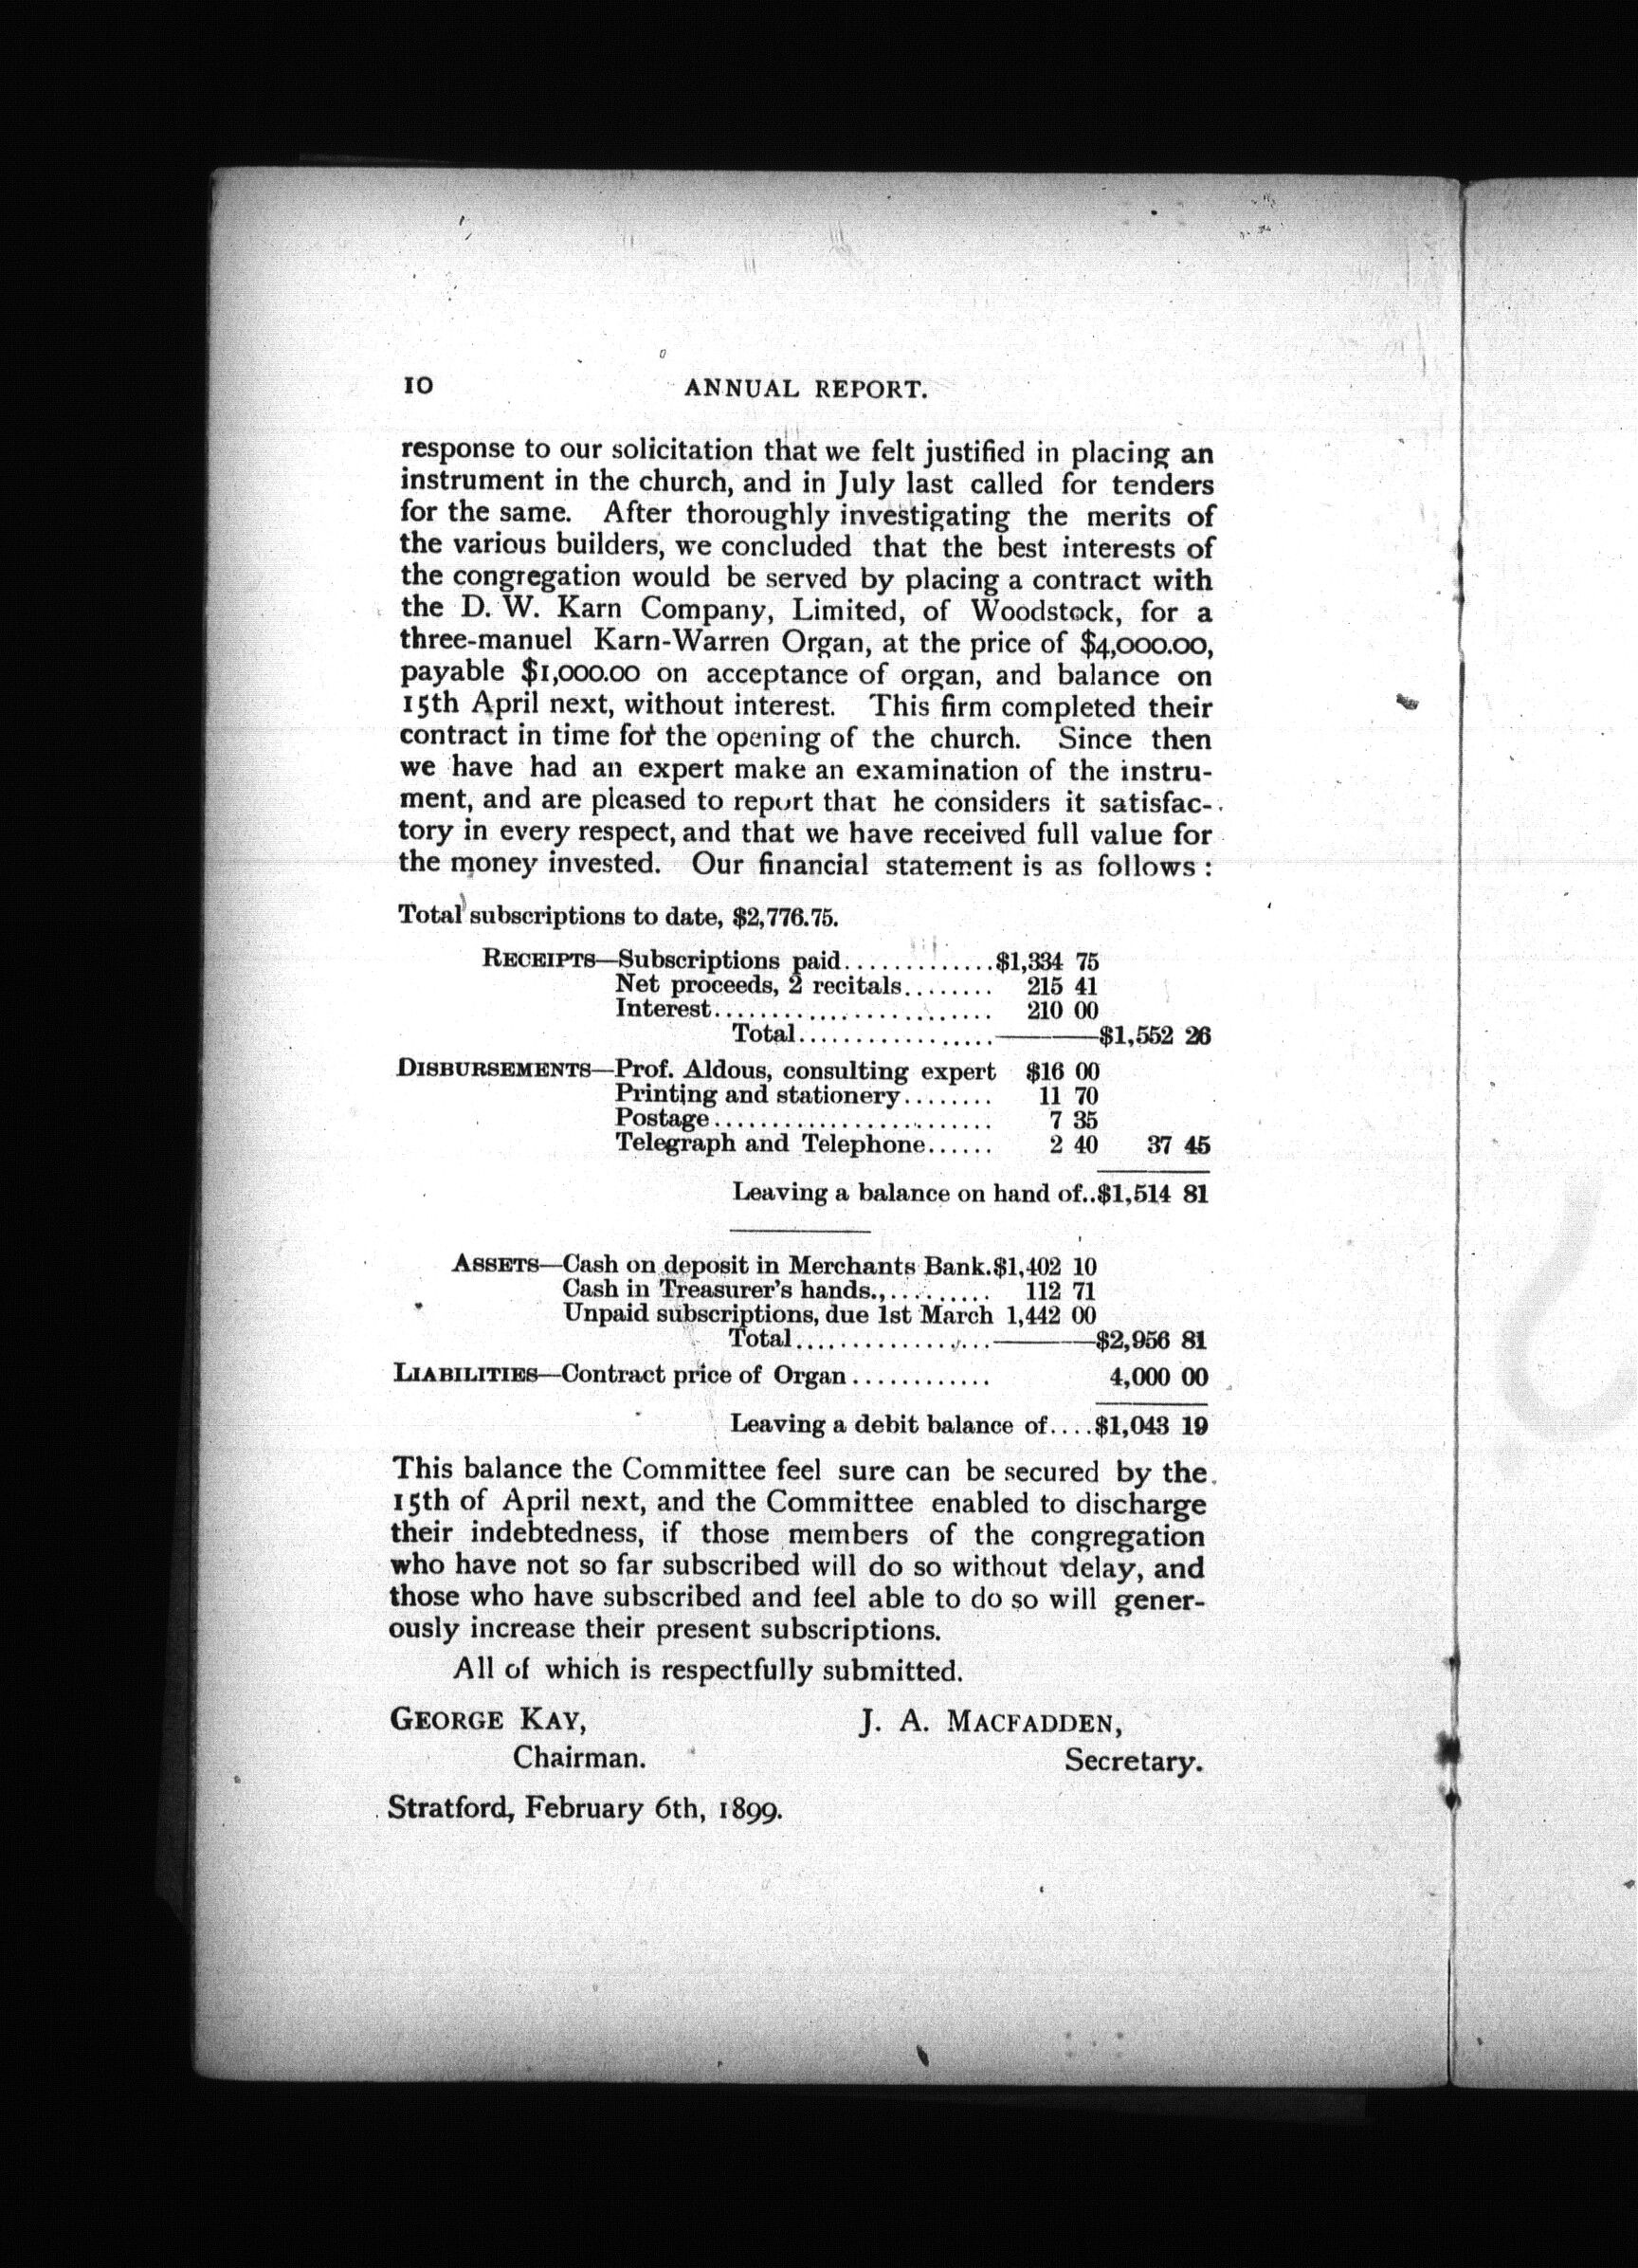 10 ANNUAL REPORT.
response to our solicitation that we felt justified in placing an
instrument in the church, and in July last called for tenders
for the same. After thoroughly investigating the merits of
the various builders, we concluded that the best interests of
the congregation would be served by placing a contract with
the D. W. Karn Company, Limited, of Woodstock, for a
three-manuel Karn-Warren Organ, at the price of $4,000.00,
payable $1,000.00 on acceptance of organ, and balance on
15th April next, without interest. This firm completed their
contract in time for the opening of the church. Since then
we have had an expert make an examination of the instru-
ment, and are pleased to report that he considers it satisfac-
tory in every respect, and that we have received full value for
the money invested. Our financial statement is as follows :
Total subscriptions to date, $2,776.75.
RECEIPTS—Subscriptions paid..............$1,334 75
Net proceeds, 2 recitals........ 215 41
Interest......................... 210 00
Total..................———$1,552 26
DISBURSEMENTS—Prof. Aldous, consulting expert $16 00
Printing and stationery........ 11 70
Postage......................... 7 35
Telegraph and Telephone...... 2 40 37 45
Leaving a balance on hand of..$1,514 81
ASSETS—Cash on deposit in Merchants Bank.$1,402 10
Cash in Treasurer's hands.,......... 112 71
Unpaid subscriptions, due 1st March 1,442 00
Total..................———$2,956 81
LIABILITIES—Contract price of Organ............ 4,000 00
Leaving a debit balance of....$1,043 19
This balance the Committee feel sure can be secured by the
15th of April next, and the Committee enabled to discharge
their indebtedness, if those members of the congregation
who have not so far subscribed will do so without delay, and
those who have subscribed and feel able to do so will gener-
ously increase their present subscriptions.
All of which is respectfully submitted.
GEORGE KAY, J. A. MACFADDEN,
Chairman. Secretary.
Stratford, February 6th, 1899.